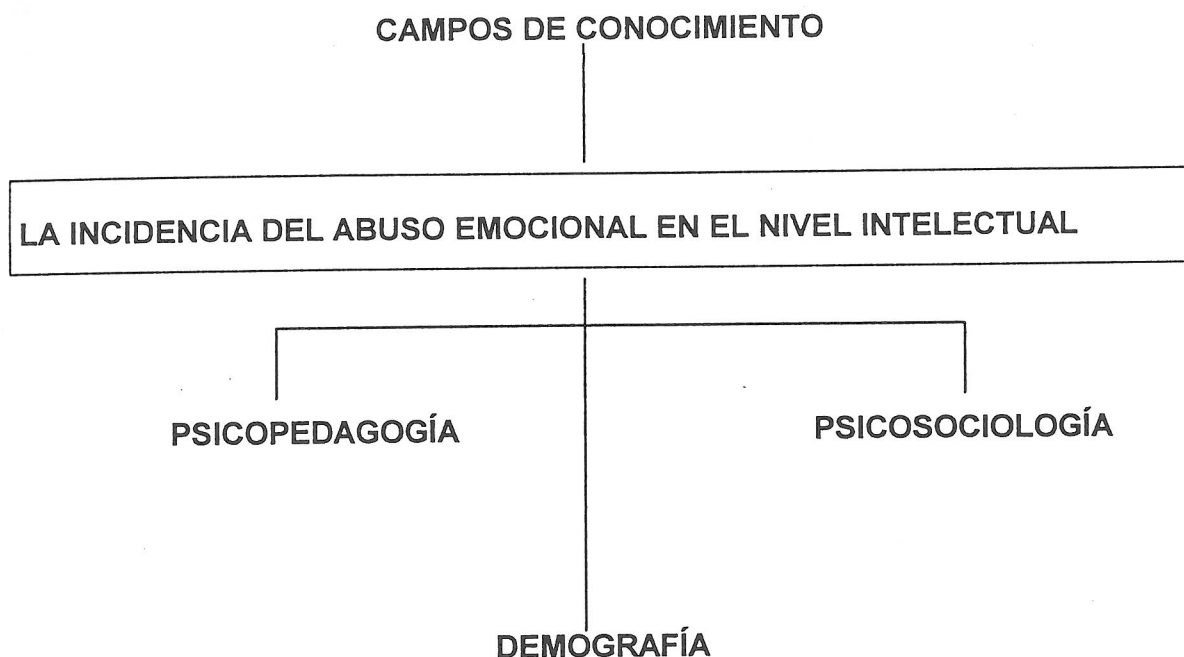 CAMPOS DE CONOCIMIENTO
LA INCIDENCIA DEL ABUSO EMOCIONAL EN EL NIVEL INTELECTUAL
PSICOPEDAGOGÍA
PSICOSOCIOLOGÍA
DEMOGRAFÍA